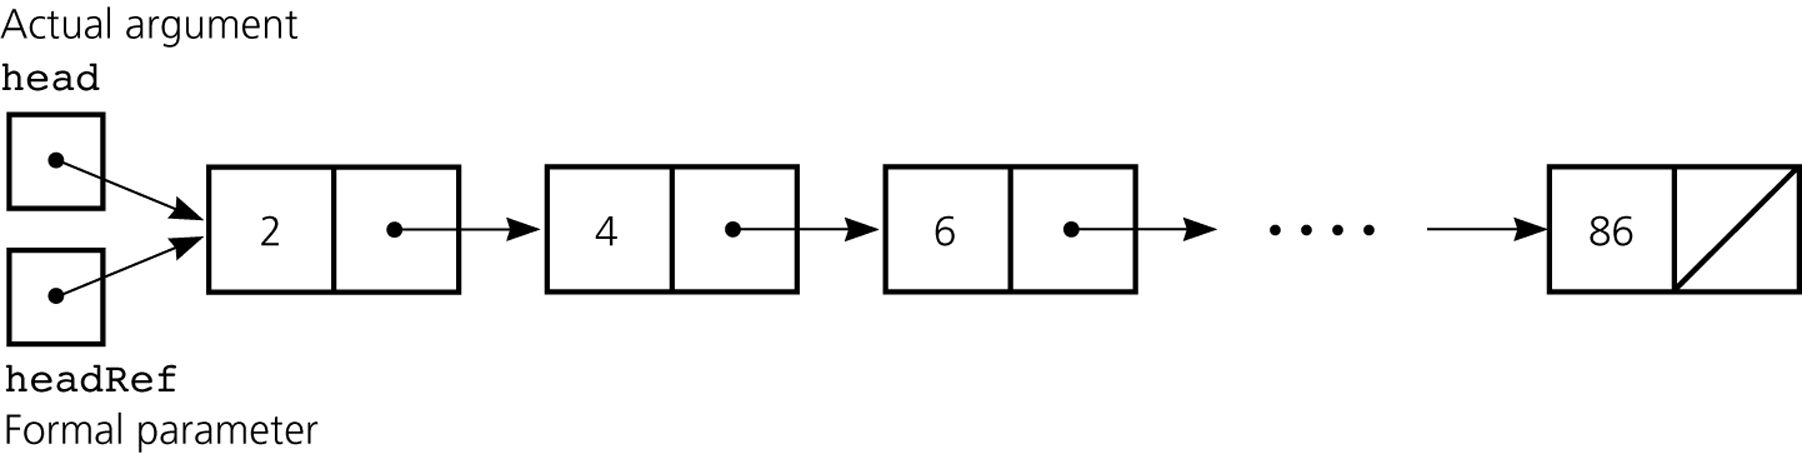 Actual argument
head
2 4 6 86
headRef
Formal parameter